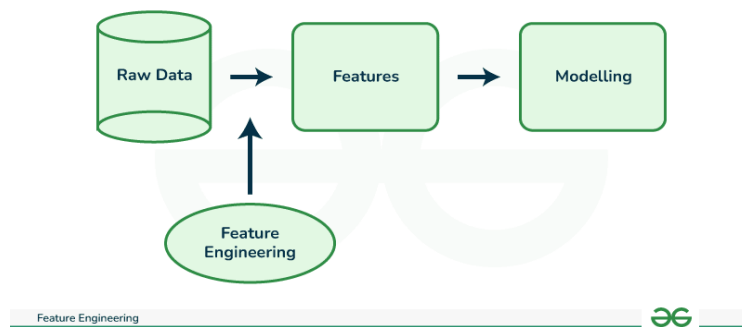 Raw Data
Features
Modelling
Feature
Engineering
Feature Engineering